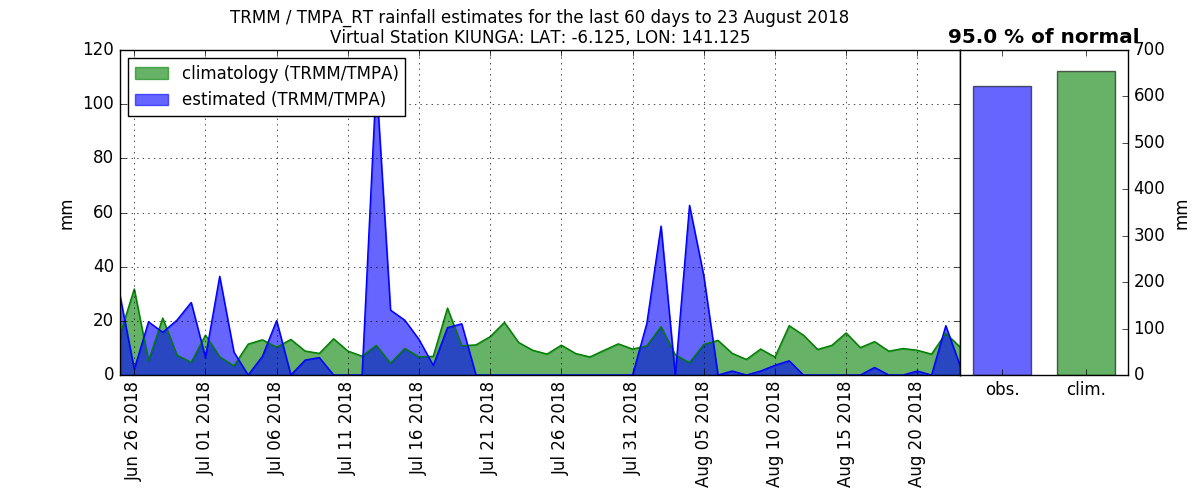 TRMM / TMPA_RT rainfall estimates for the last 60 days to 23 August 2018
Virtual Station KIUNGA: LAT: -6.125, LON: 141.125
95.0 % of normal
climatology (TRMM/TMPA)
estimated (TRMM/TMPA)
mm
120
100
80
60
40
20
0
Jun 26 2018
Jul 01 2018
Jul 06 2018
Jul 11 2018
Jul 16 2018
Jul 21 2018
Jul 26 2018
Jul 31 2018
Aug 05 2018
Aug 10 2018
Aug 15 2018
Aug 20 2018
obs.
clim.
700
600
500
400
300
200
100
0
mm